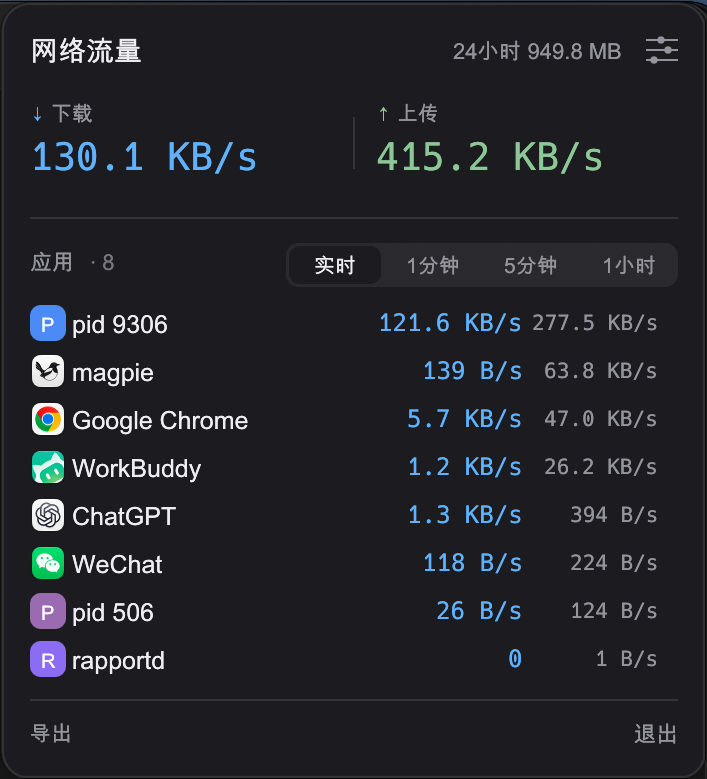 网络流量 24小时 949.8 MB
↓ 下载 ↑ 上传
130.1 KB/s 415.2 KB/s
应用 · 8 实时 1分钟 5分钟 1小时
P pid 9306 121.6 KB/s 277.5 KB/s
magpie 139 B/s 63.8 KB/s
Google Chrome 5.7 KB/s 47.0 KB/s
WorkBuddy 1.2 KB/s 26.2 KB/s
ChatGPT 1.3 KB/s 394 B/s
WeChat 118 B/s 224 B/s
P pid 506 26 B/s 124 B/s
R rapportd 0 1 B/s
导出 退出